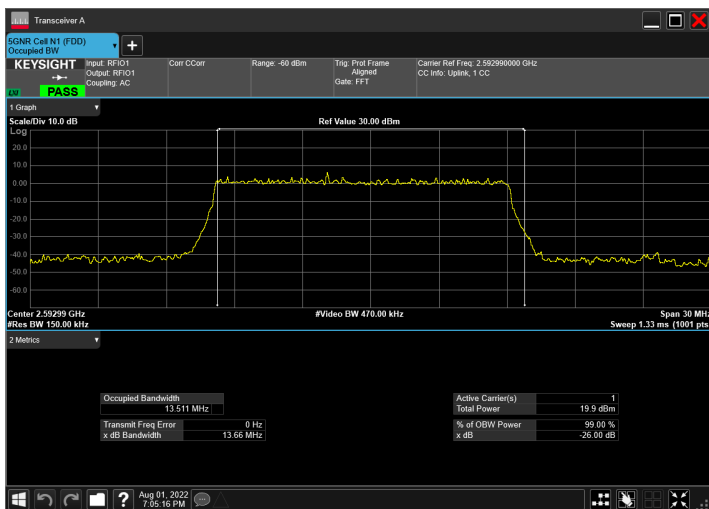 Transceiver A
5GNR Cell N1 (FDD)
Occupied BW
KEYSIGHT
PASS
Input: RFIO1
Output: RFIO1
Coupling: AC
Corr CCorr
Range: -60 dBm
Trig: Prot Frame
Aligned
Gate: FFT
Carrier Ref Freq: 2.592990000 GHz
CC Info: Uplink, 1 CC
1 Graph
Scale/Div 10.0 dB
Ref Value 30.00 dBm
Log
20.0
10.0
0.00
-10.0
-20.0
-30.0
-40.0
-50.0
-60.0
Center 2.59299 GHz
#Video BW 470.00 kHz
Span 30 MHz
#Res BW 150.00 kHz
Sweep 1.33 ms (1001 pts
2 Metrics
Occupied Bandwidth
13.511 MHz
Transmit Freq Error 0 Hz
x dB Bandwidth 13.66 MHz
Active Carrier(s) 1
Total Power 19.9 dBm
% of OBW Power 99.00 %
x dB -26.00 dB
?
Aug 01, 2022
7:05:16 PM